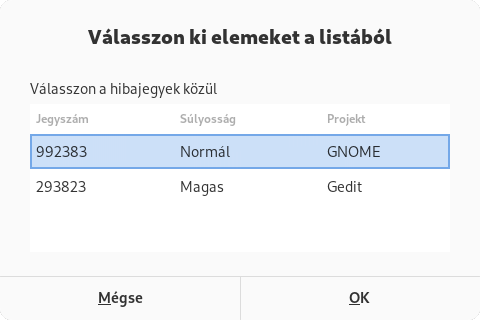 Válasszon ki elemeket a listából
Válasszon a hibajegyek közül
Jegyszám Súlyosság Projekt
992383 Normál GNOME
293823 Magas Gedit
Mégse OK